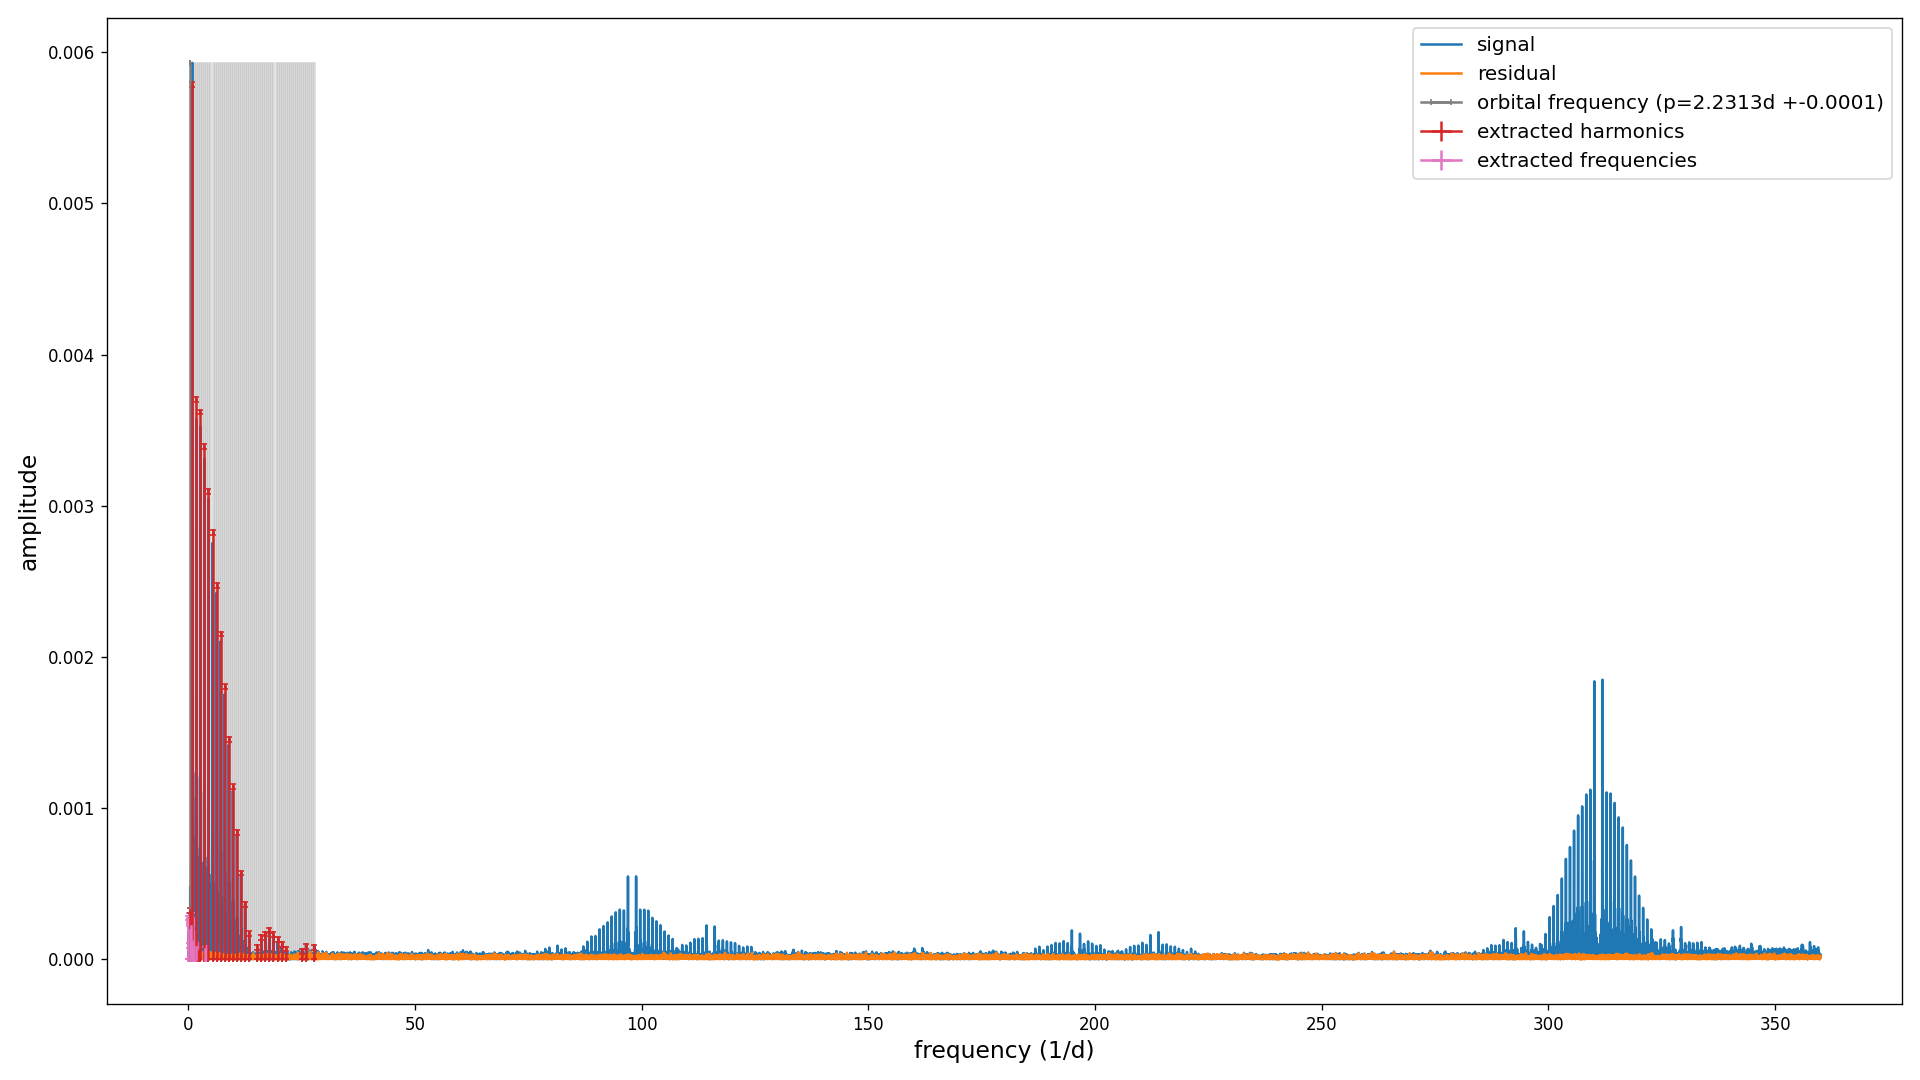 signal
residual
orbital frequency (p=2.2313d +-0.0001)
extracted harmonics
extracted frequencies
amplitude
0.006
0.005
0.004
0.003
0.002
0.001
0.000
0 50 100 150 200 250 300 350
frequency (1/d)